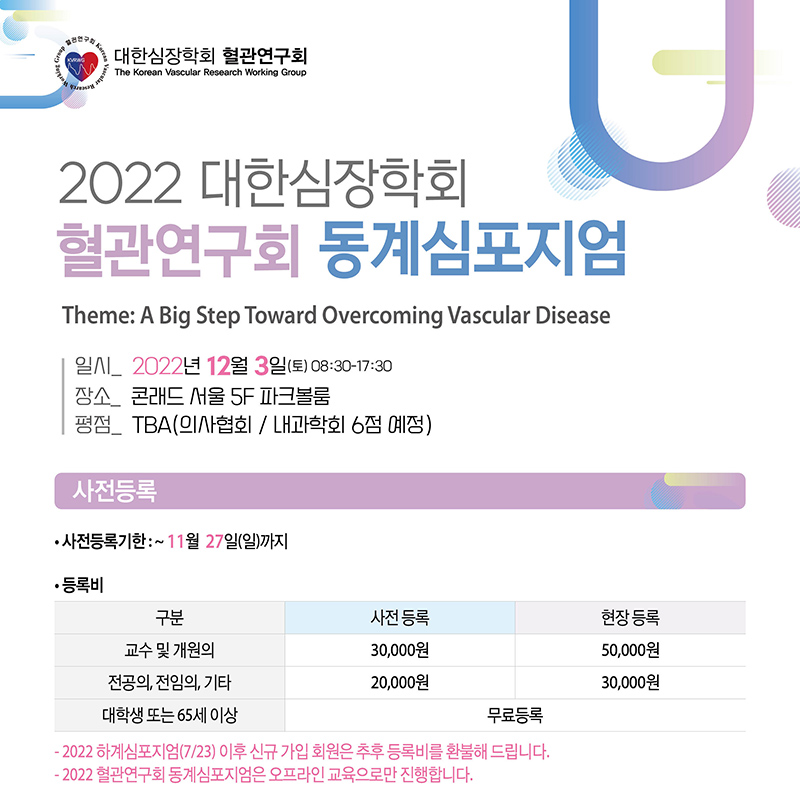 혈관연구회 Korean Vascular Research Working Group
KVRWG
대한심장학회 혈관연구회
The Korean Vascular Research Working Group
2022 대한심장학회
혈관연구회 동계심포지엄
Theme: A Big Step Toward Overcoming Vascular Disease
일시_ 2022년 12월 3일(토) 08:30-17:30
장소_ 콘래드 서울 5F 파크볼룸
평점_ TBA(의사협회 / 내과학회 6점 예정)
사전등록
• 사전등록기한 : ~ 11월 27일(일)까지
• 등록비
구분 사전 등록 현장 등록
교수 및 개원의 30,000원 50,000원
전공의, 전임의, 기타 20,000원 30,000원
대학생 또는 65세 이상 무료등록
- 2022 하계심포지엄(7/23) 이후 신규 가입 회원은 추후 등록비를 환불해 드립니다.
- 2022 혈관연구회 동계심포지엄은 오프라인 교육으로만 진행합니다.